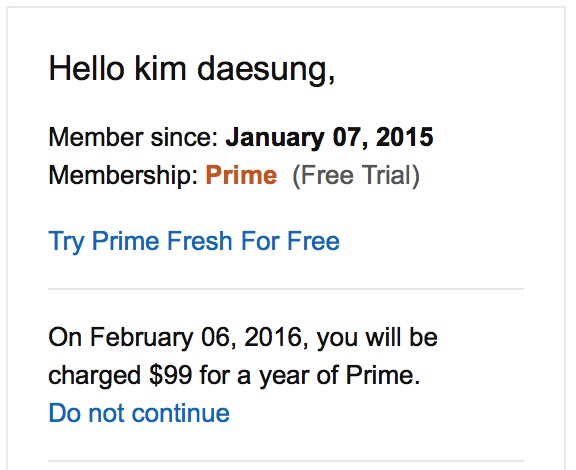 Hello kim daesung,
Member since: January 07, 2015
Membership: Prime (Free Trial)
Try Prime Fresh For Free
On February 06, 2016, you will be
charged $99 for a year of Prime.
Do not continue